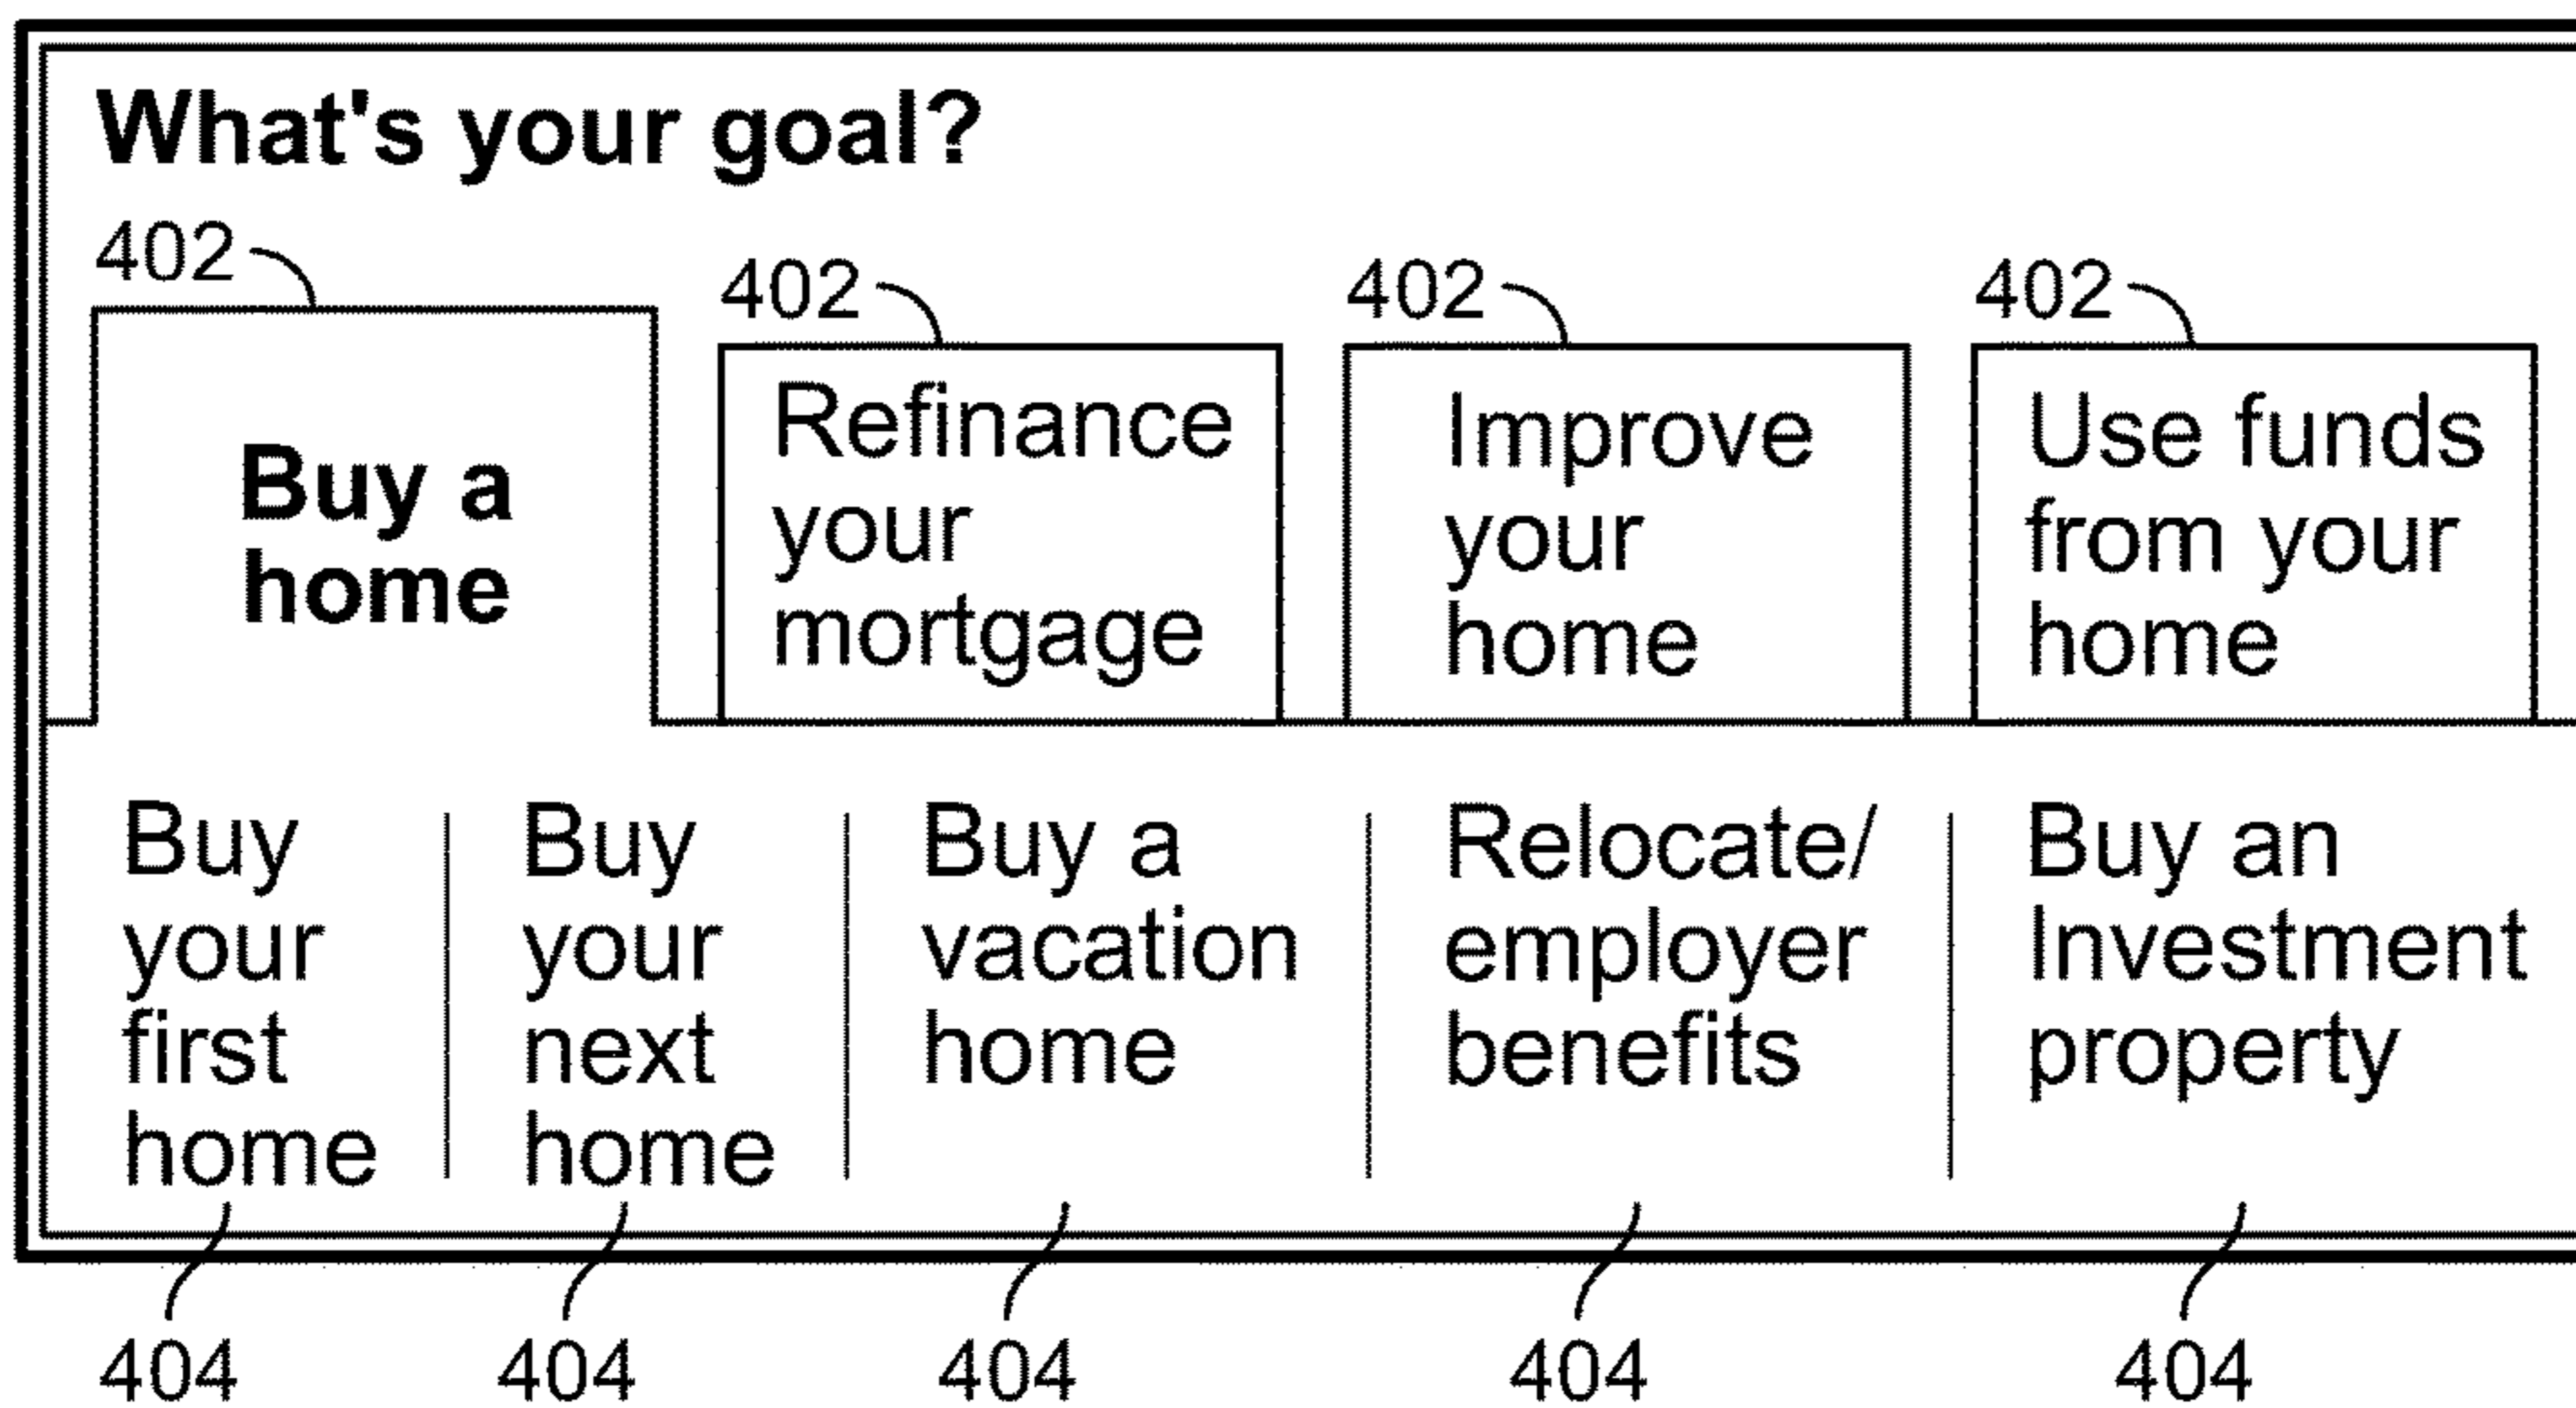 What's your goal?
402
402
402
402
Buy a
home
Refinance
your
mortgage
Improve
your
home
Use funds
from your
home
Buy
your
first
home
Buy
your
next
home
Buy a
vacation
home
Relocate/
employer
benefits
Buy an
Investment
property
404
404
404
404
404